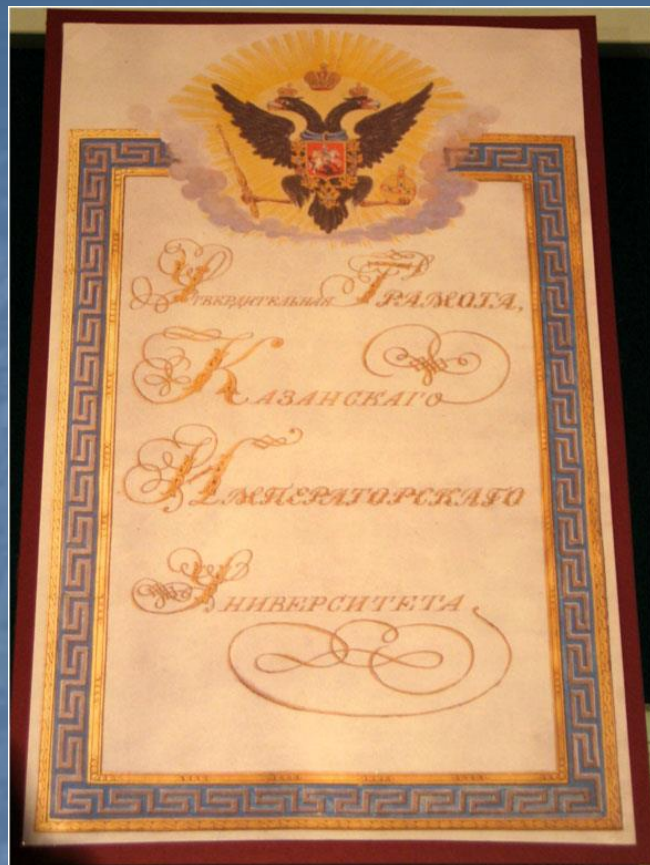 Утвердительная Грамота,
Казанскаго
Императорскаго
Университета,